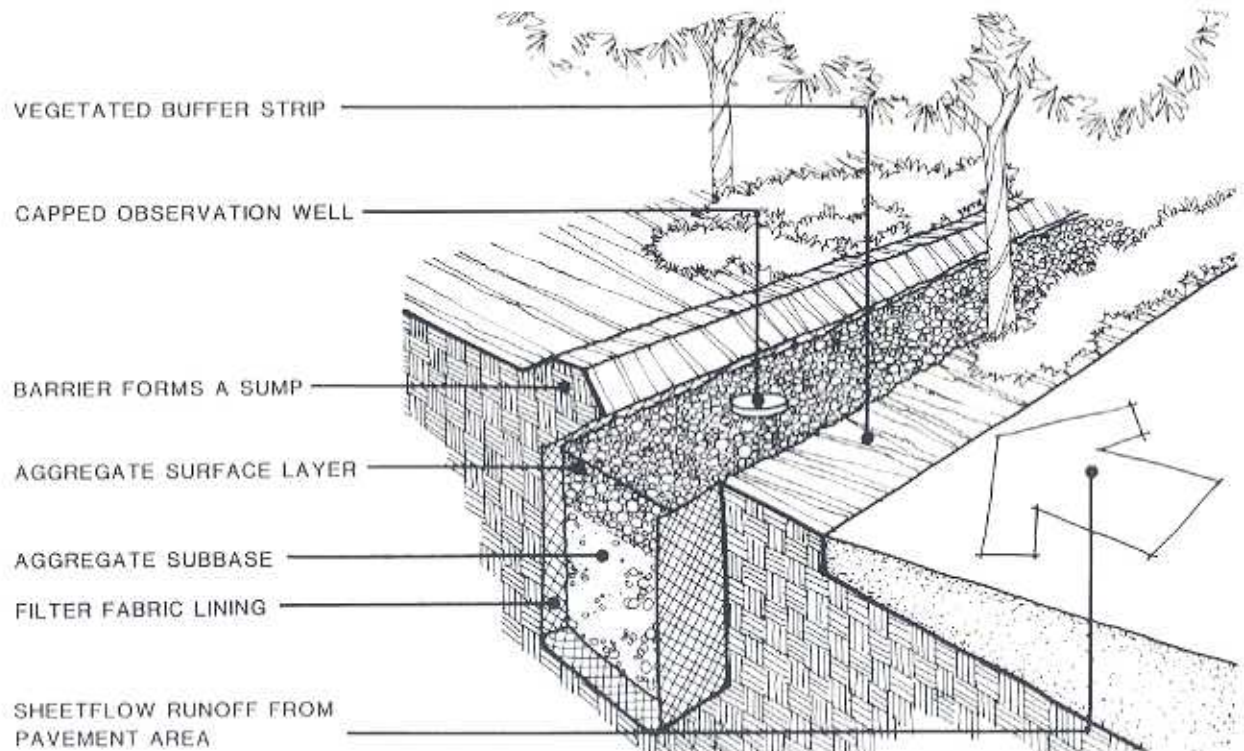 VEGETATED BUFFER STRIP
CAPPED OBSERVATION WELL
BARRIER FORMS A SUMP
AGGREGATE SURFACE LAYER
AGGREGATE SUBBASE
FILTER FABRIC LINING
SHEETFLOW RUNOFF FROM
PAVEMENT AREA